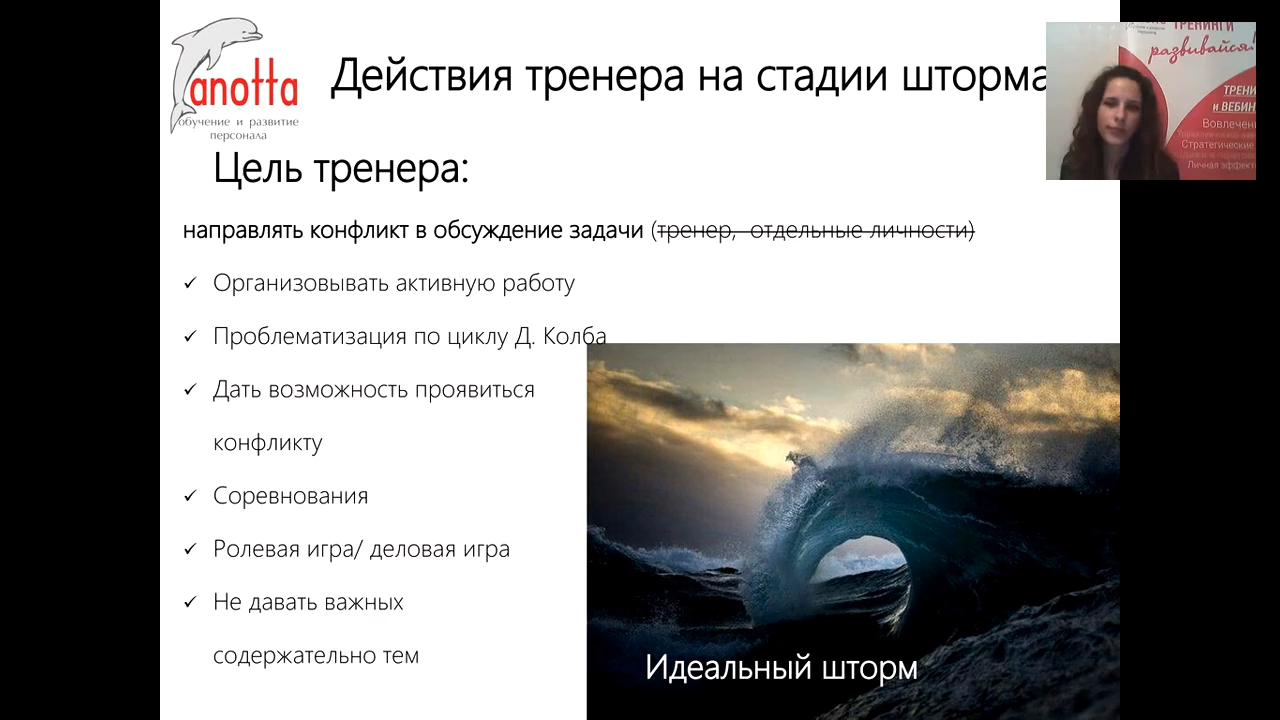 anotta
обучение и развитие
персонала
Действия тренера на стадии шторма
Цель тренера:
направлять конфликт в обсуждение задачи (тренер, отдельные личности)
Организовывать активную работу
Проблематизация по циклу Д. Колба
Дать возможность проявиться
конфликту
Соревнования
Ролевая игра/ деловая игра
Не давать важных
содержательно тем
Идеальный шторм
ТРЕНИНГИ
развивайся!
ТРЕНИ
и ВЕБИН
Вовлечен
Стратегические
Личная эффект